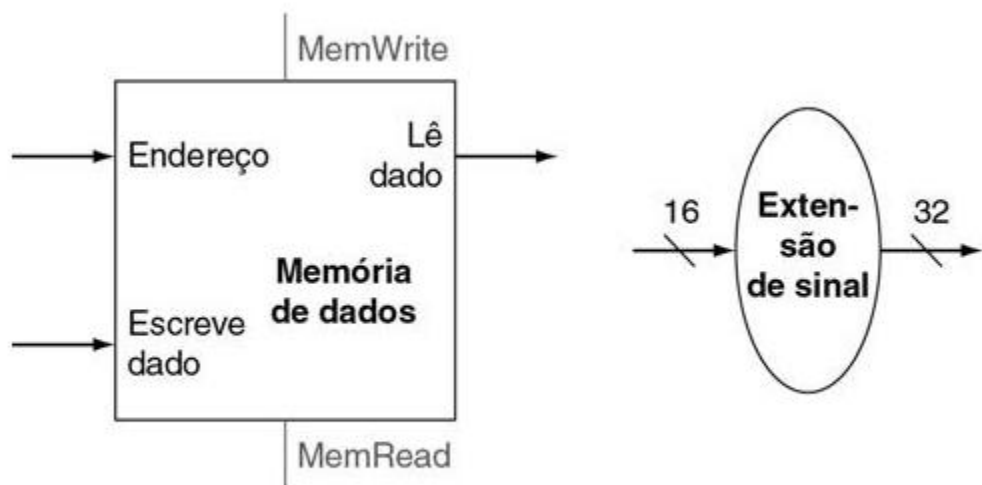 MemWrite
Endereço
Lê
dado
Memória
de dados
Escreve
dado
MemRead
16
Exten-
são
de sinal
32